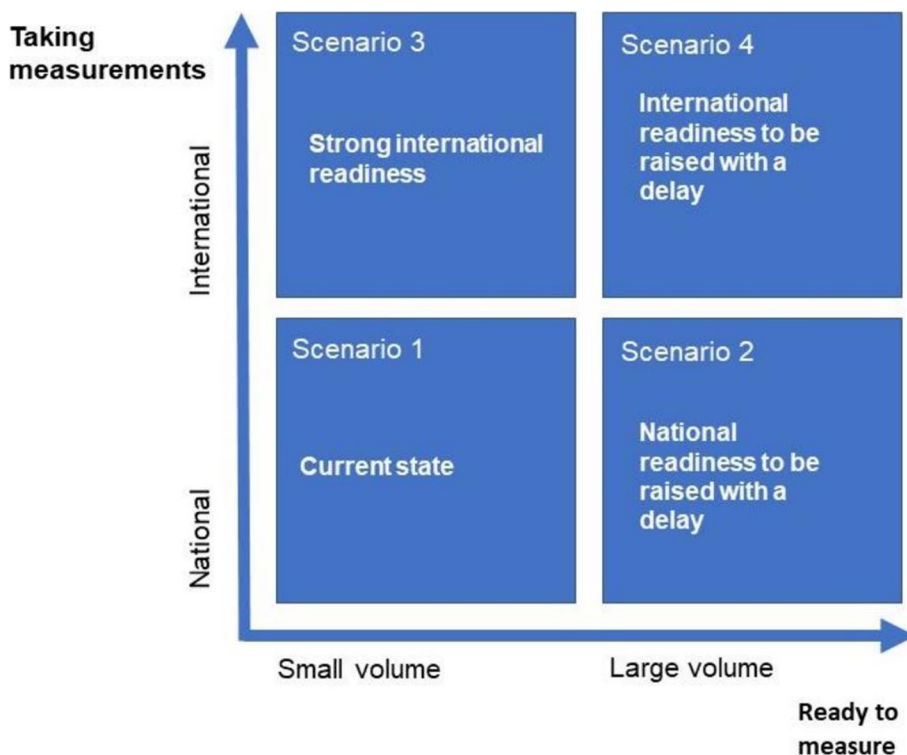 Taking
measurements
International
National
Scenario 3
Strong international
readiness
Scenario 4
International
readiness to be
raised with a
delay
Scenario 1
Current state
Scenario 2
National
readiness to be
raised with a
delay
Small volume
Large volume
Ready to
measure